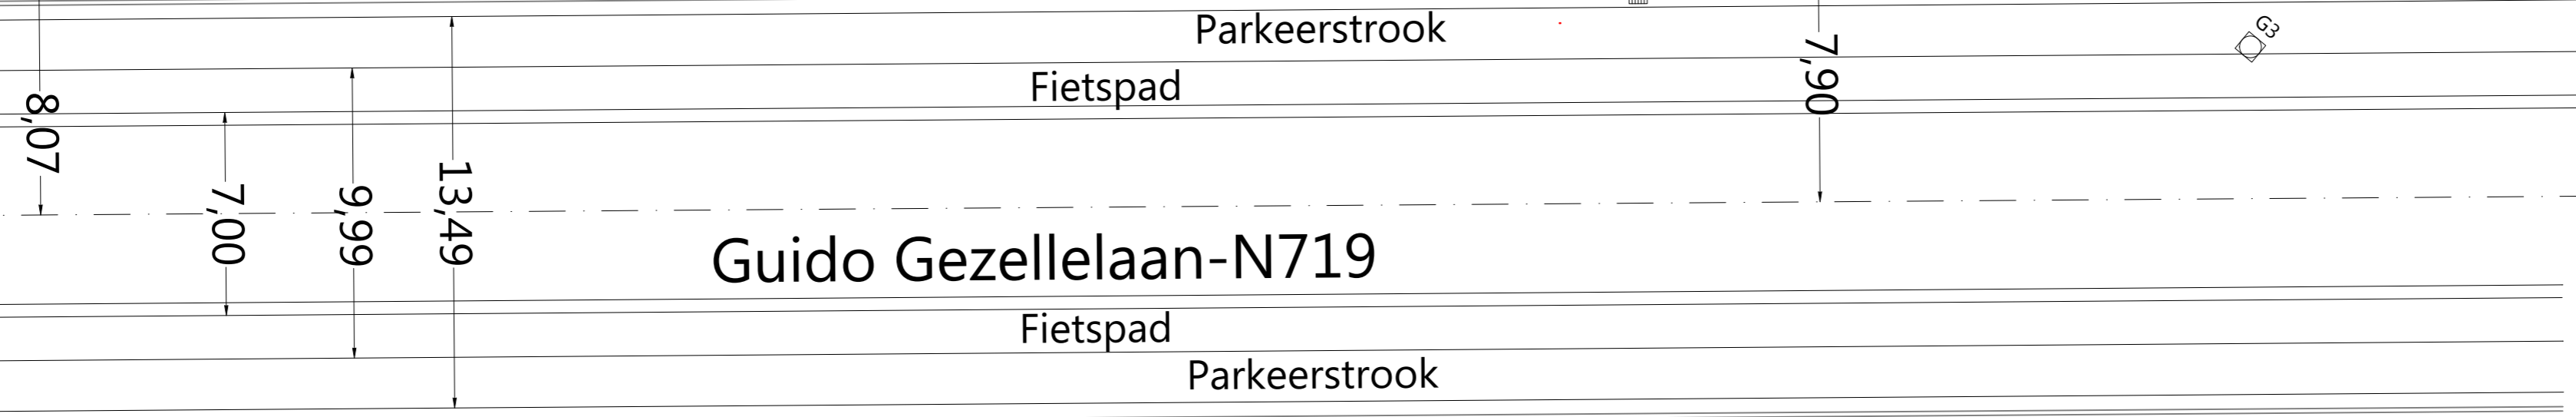 Parkeerstrook
G3
Fietspad
7,90
8,07
7,00
9,99
13,49
Guido Gezellelaan-N719
Fietspad
Parkeerstrook